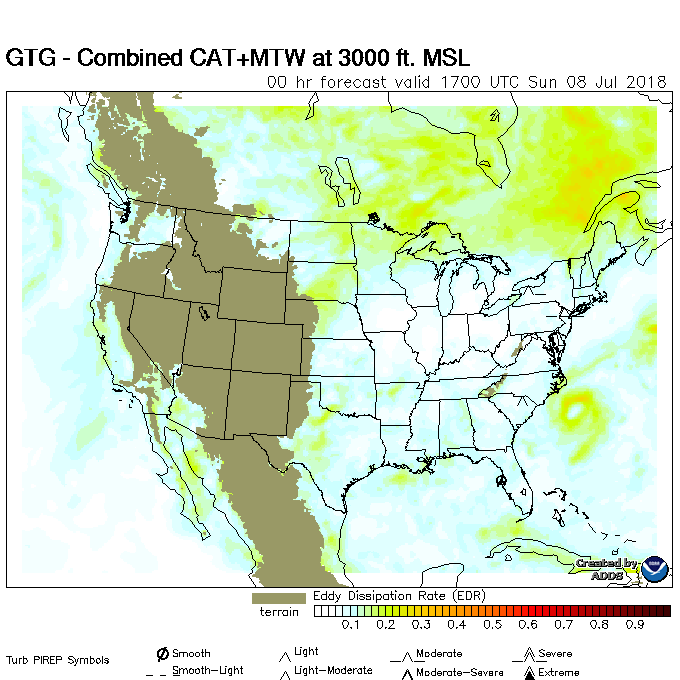 GTG - Combined CAT+MTW at 3000 ft. MSL
00 hr forecast valid 1700 UTC Sun 08 Jul 2018
Created by
ADDS
NOAA
Eddy Dissipation Rate (EDR)
terrain
0.1 0.2 0.3 0.4 0.5 0.6 0.7 0.8 0.9
Turb PIREP Symbols
Smooth
Light
Moderate
Severe
Smooth-Light
Light-Moderate
Moderate-Severe
Extreme